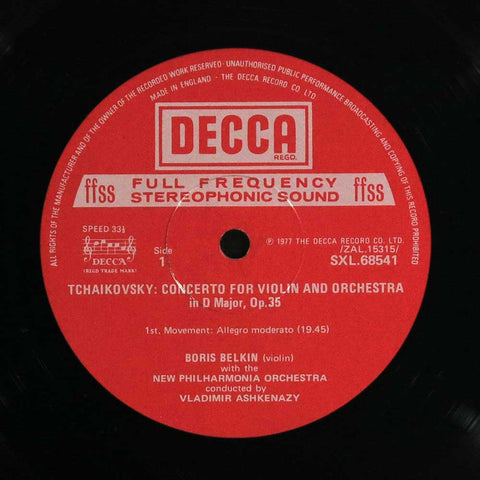 ALL RIGHTS OF THE MANUFACTURER AND OF THE OWNER OF THE RECORDED WORK RESERVED · UNAUTHORISED PUBLIC PERFORMANCE BROADCASTING AND COPYING OF THIS RECORD PROHIBITED
MADE IN ENGLAND · THE DECCA RECORD CO LTD
DECCA
REGD.
ffss FULL FREQUENCY STEREOPHONIC SOUND ffss
SPEED 33⅓
DECCA
(REGD TRADE MARK)
Side
1
℗ 1977 THE DECCA RECORD CO. LTD.
/ZAL.15315/
SXL.68541
TCHAIKOVSKY: CONCERTO FOR VIOLIN AND ORCHESTRA
in D Major, Op.35
1st. Movement: Allegro moderato (19.45)
BORIS BELKIN (violin)
with the
NEW PHILHARMONIA ORCHESTRA
conducted by
VLADIMIR ASHKENAZY